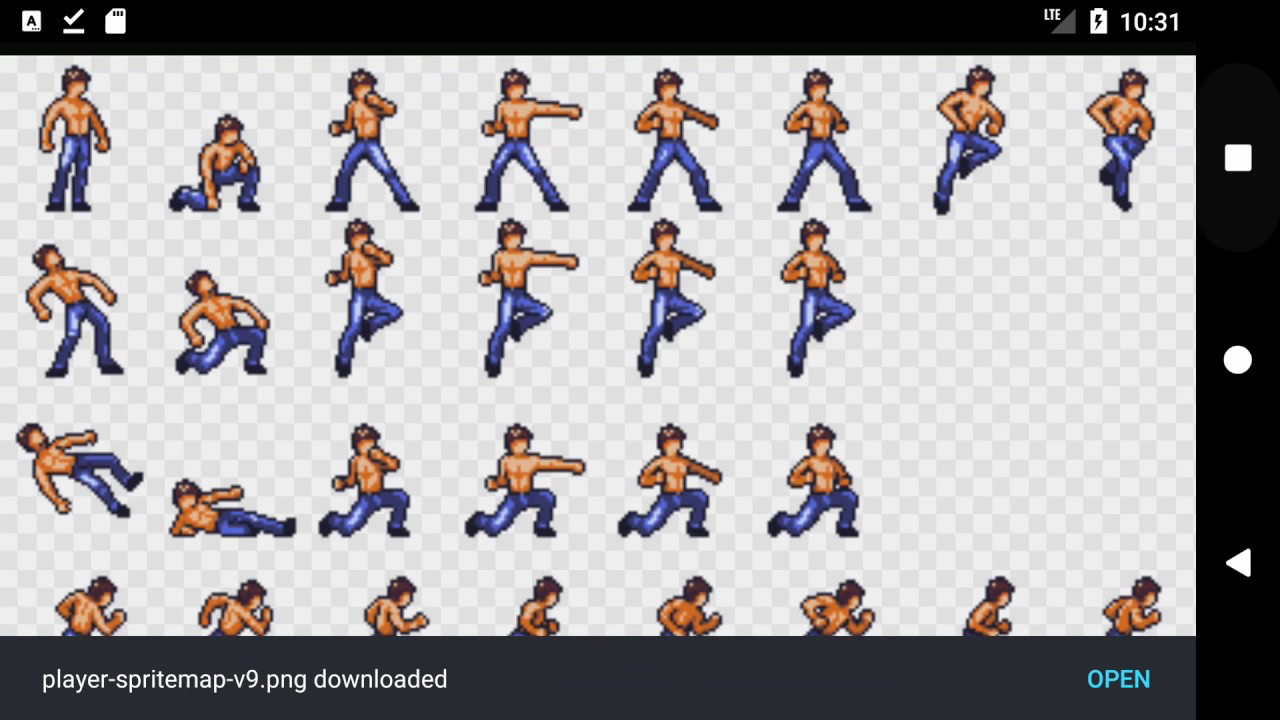 A
LTE
10:31
player-spritemap-v9.png downloaded
OPEN